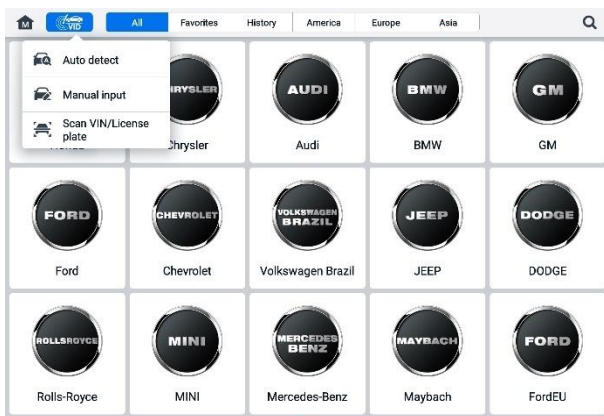 M
VID
All
Favorites
History
America
Europe
Asia
Auto detect
Manual input
Scan VIN/License
plate
RYSLER
AUDI
BMW
GM
Chrysler
Audi
BMW
GM
FORD
CHEVROLET
VOLKSWAGEN
BRAZIL
JEEP
DODGE
Ford
Chevrolet
Volkswagen Brazil
JEEP
DODGE
ROLLSROYCE
MINI
MERCEDES
BENZ
MAYBACH
FORD
Rolls-Royce
MINI
Mercedes-Benz
Maybach
FordEU